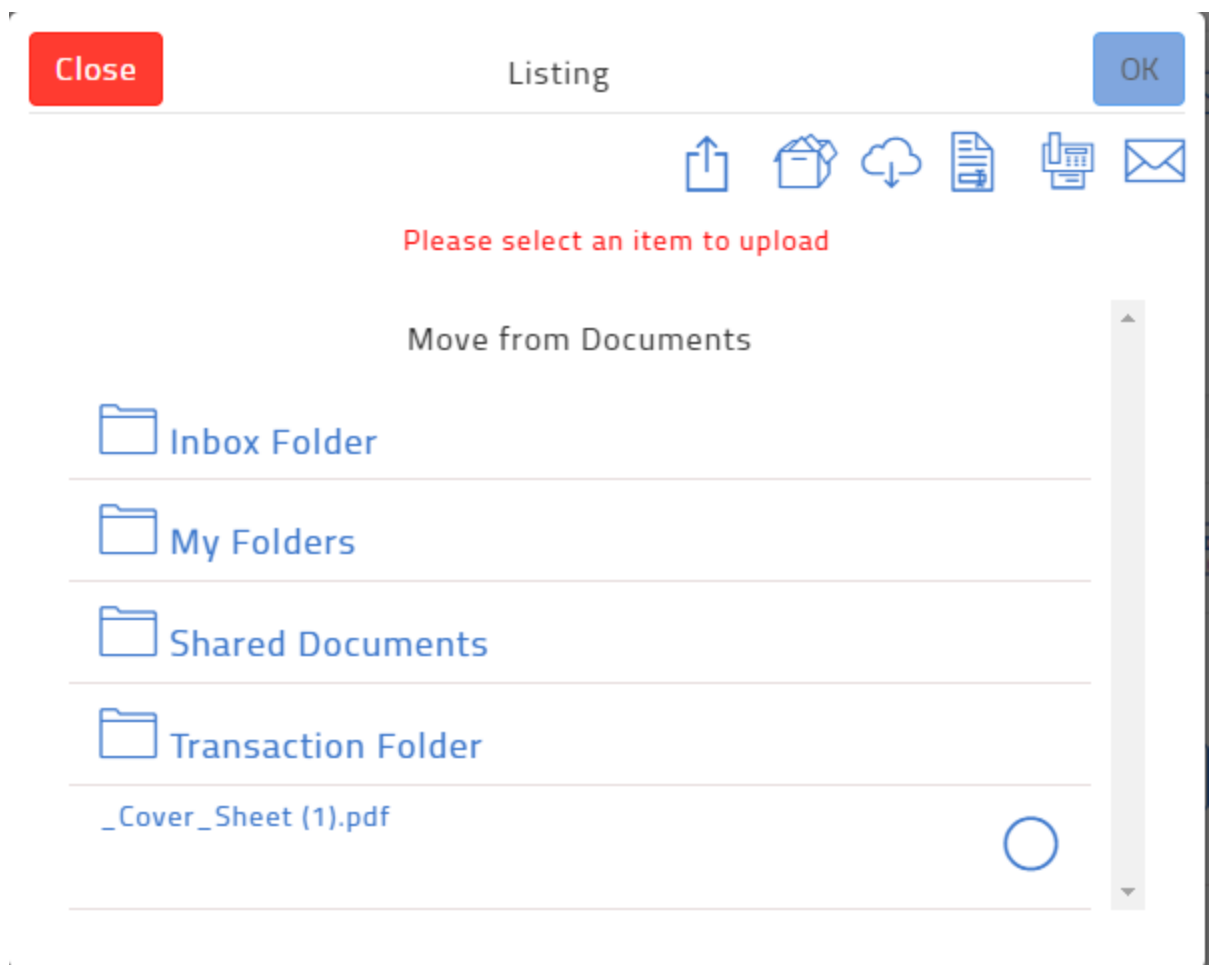 Close
Listing
OK
Please select an item to upload
Move from Documents
Inbox Folder
My Folders
Shared Documents
Transaction Folder
_Cover_Sheet (1).pdf